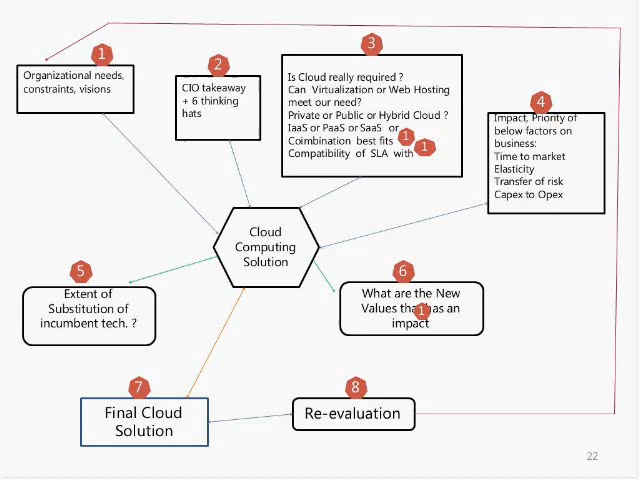 1
Organizational needs,
constraints, visions
2
CIO takeaway
+ 6 thinking
hats
3
Is Cloud really required ?
Can Virtualization or Web Hosting
meet our need?
Private or Public or Hybrid Cloud ?
IaaS or PaaS or SaaS or
Coimbination best fits 1
Compatibility of SLA with 1
4
Impact, Priority of
below factors on
business:
Time to market
Elasticity
Transfer of risk
Capex to Opex
Cloud
Computing
Solution
5
Extent of
Substitution of
incumbent tech. ?
6
What are the New
Values that has an
1
impact
7
Final Cloud
Solution
8
Re-evaluation
22